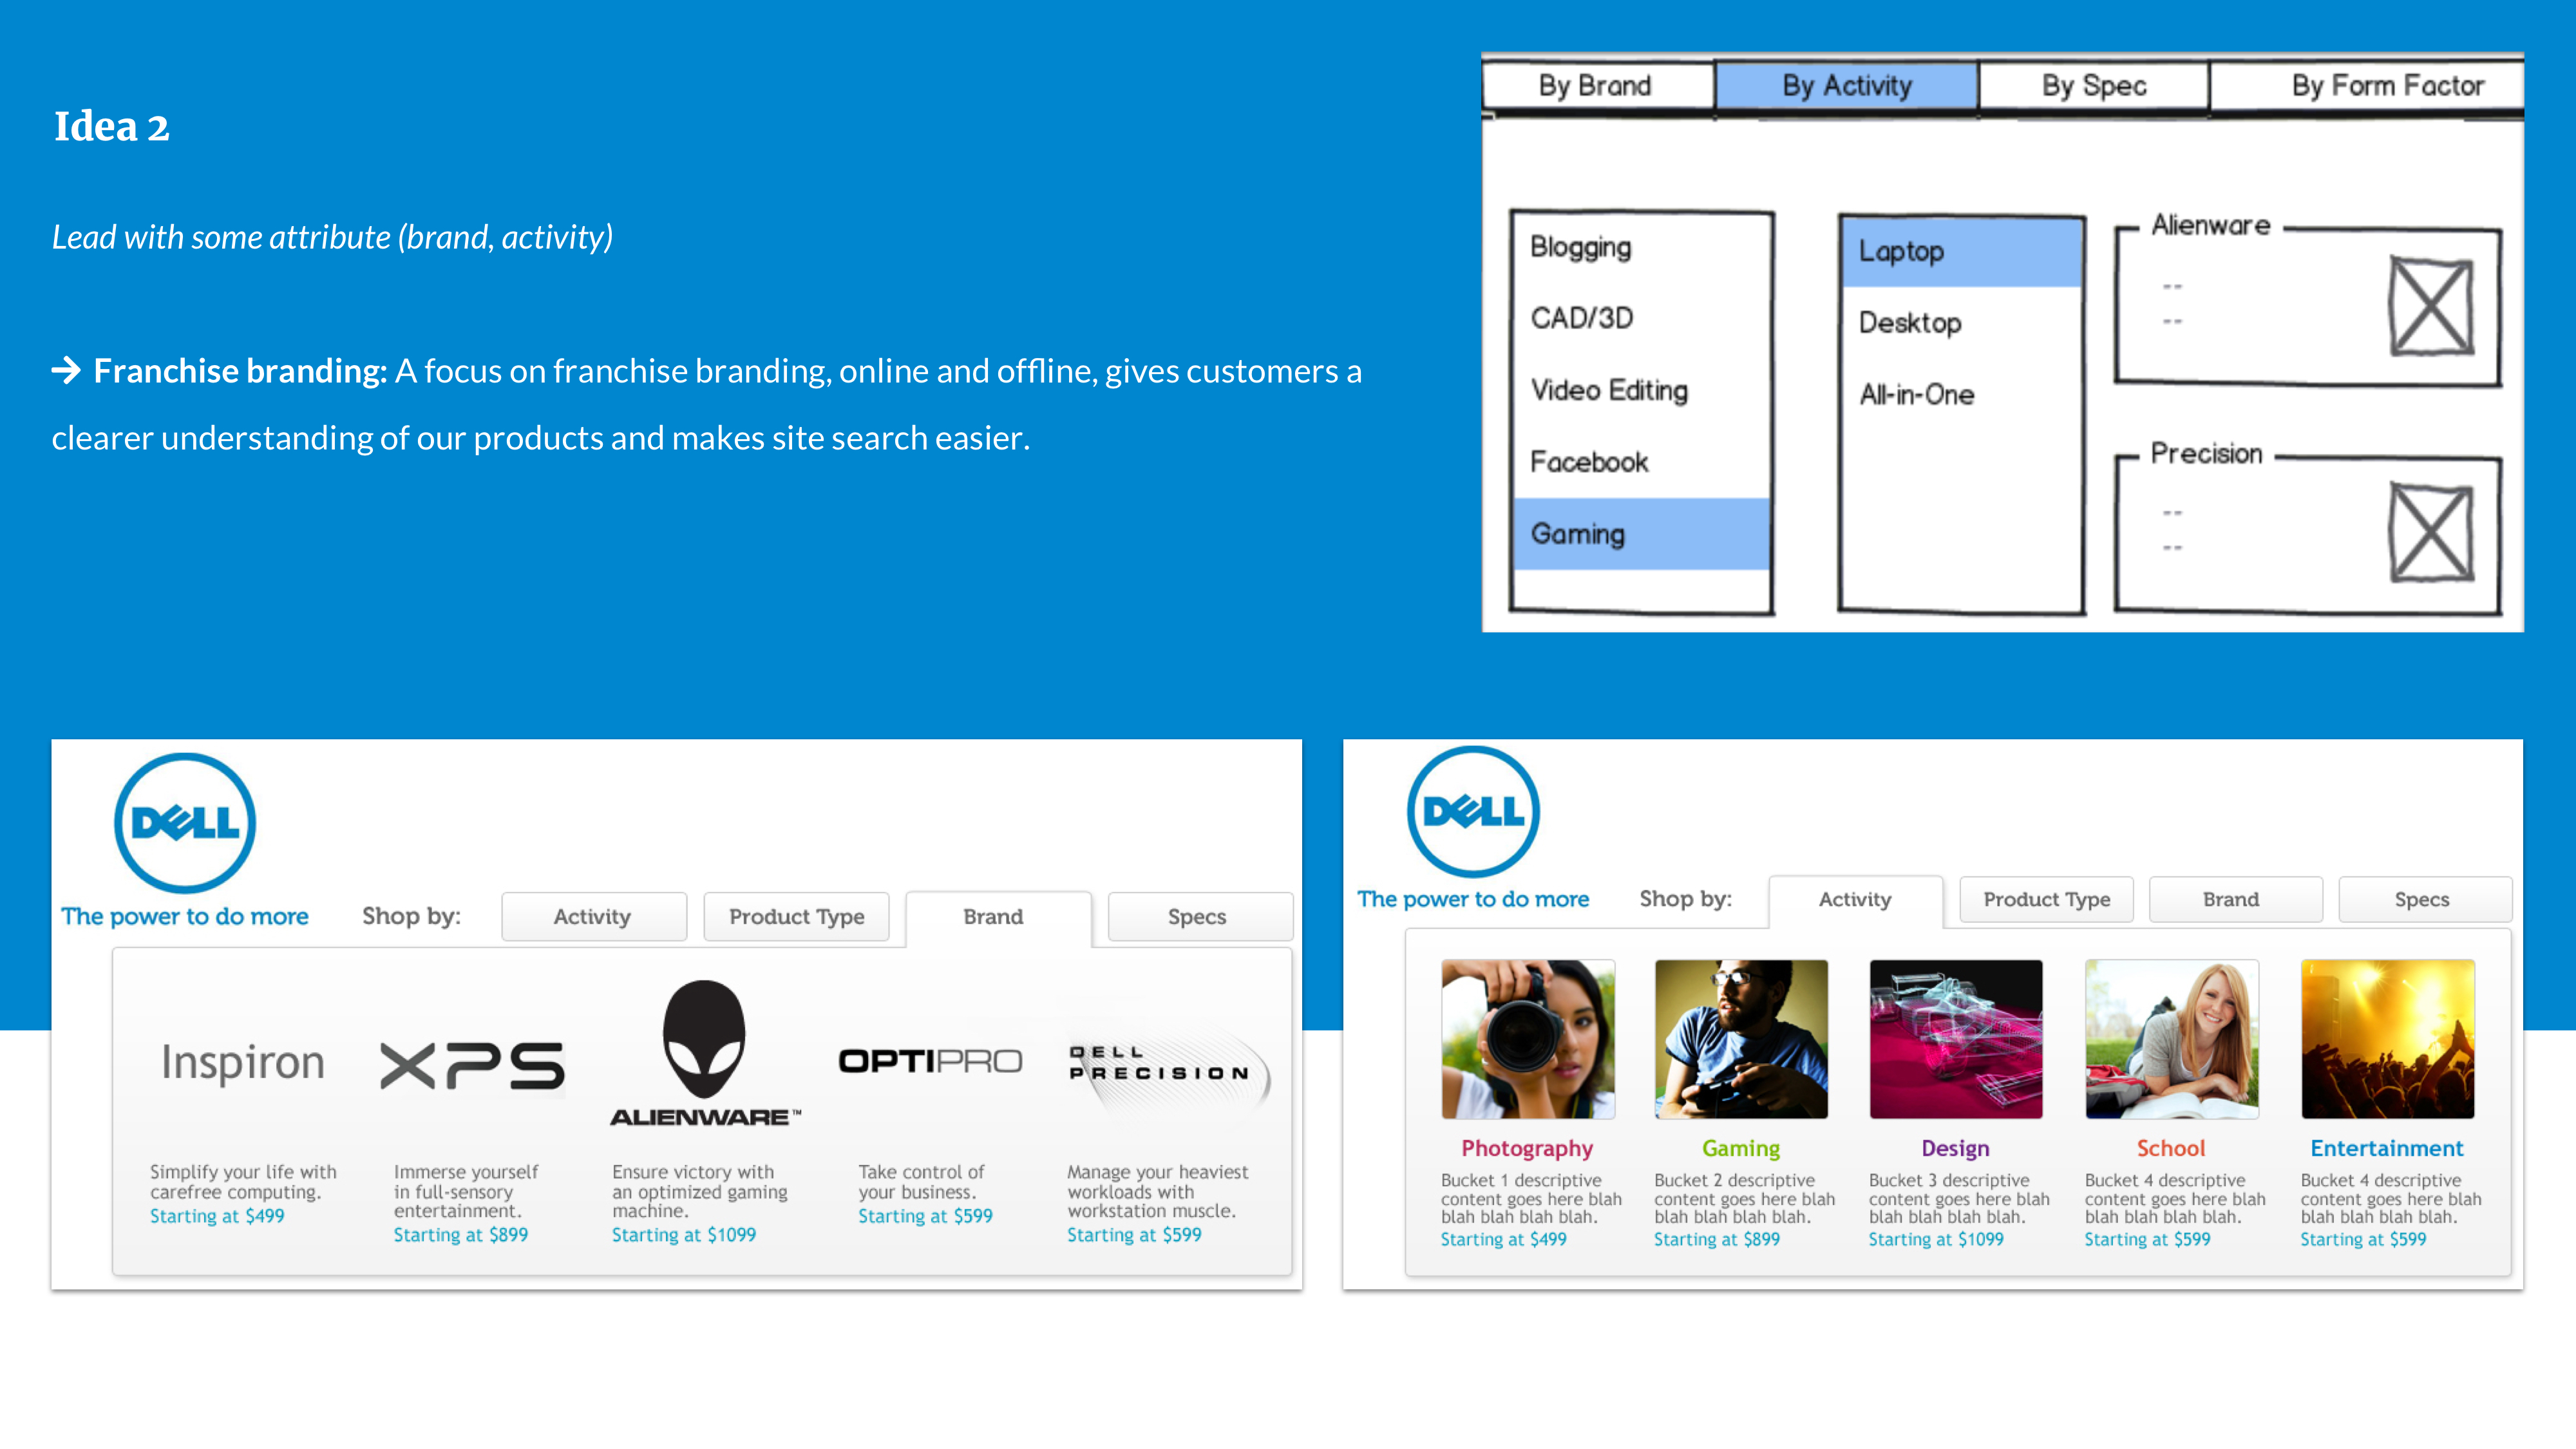 Idea 2
Lead with some attribute (brand, activity)
→ Franchise branding: A focus on franchise branding, online and offline, gives customers a
clearer understanding of our products and makes site search easier.
By Brand
By Activity
By Spec
By Form Factor
Blogging
CAD/3D
Video Editing
Facebook
Gaming
Laptop
Desktop
All-in-One
Alienware
--
--
Precision
--
--
DELL
The power to do more
Shop by:
Activity
Product Type
Brand
Specs
Inspiron
Simplify your life with
carefree computing.
Starting at $499
XPS
Immerse yourself
in full-sensory
entertainment.
Starting at $899
ALIENWARE™
Ensure victory with
an optimized gaming
machine.
Starting at $1099
OPTIPRO
Take control of
your business.
Starting at $599
DELL
PRECISION
Manage your heaviest
workloads with
workstation muscle.
Starting at $599
DELL
The power to do more
Shop by:
Activity
Product Type
Brand
Specs
Photography
Bucket 1 descriptive
content goes here blah
blah blah blah blah.
Starting at $499
Gaming
Bucket 2 descriptive
content goes here blah
blah blah blah blah.
Starting at $899
Design
Bucket 3 descriptive
content goes here blah
blah blah blah blah.
Starting at $1099
School
Bucket 4 descriptive
content goes here blah
blah blah blah blah.
Starting at $599
Entertainment
Bucket 4 descriptive
content goes here blah
blah blah blah blah.
Starting at $599